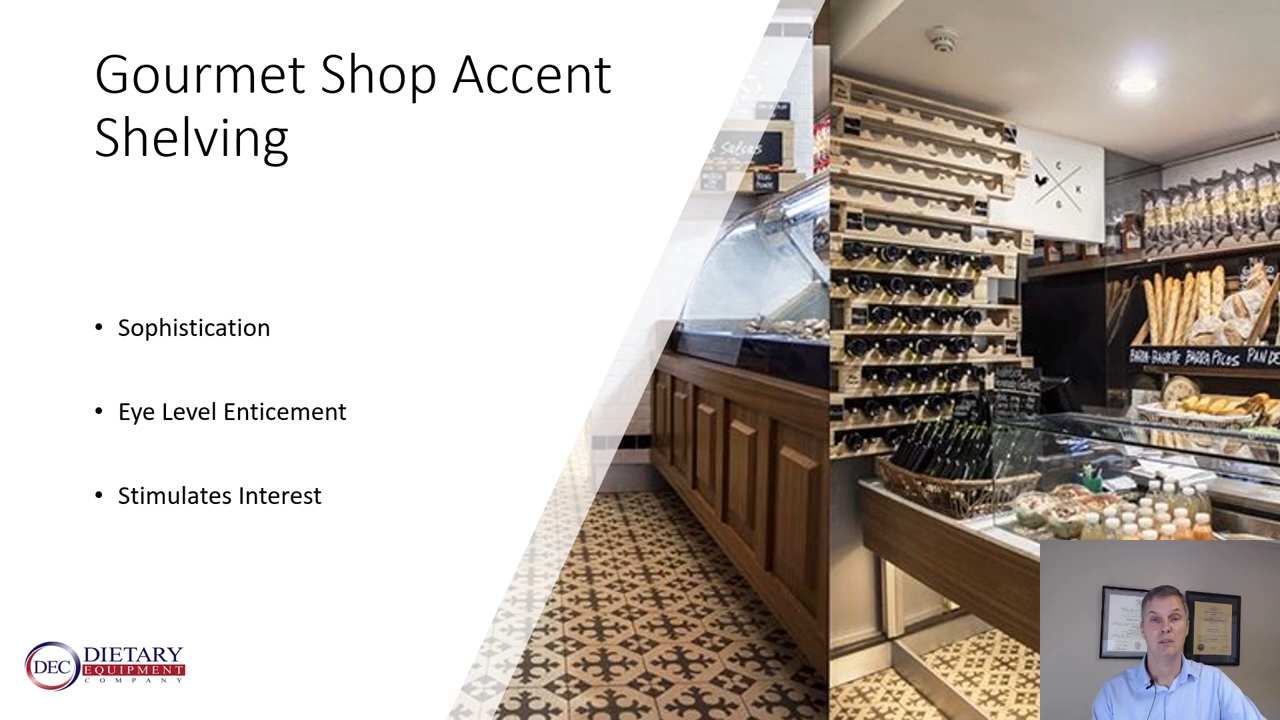 Gourmet Shop Accent
Shelving
• Sophistication
• Eye Level Enticement
• Stimulates Interest
DEC
DIETARY
EQUIPMENT
COMPANY
Salsas
C
K
G
BARRA-BAGUETTE BARRA PICOS PAN DE